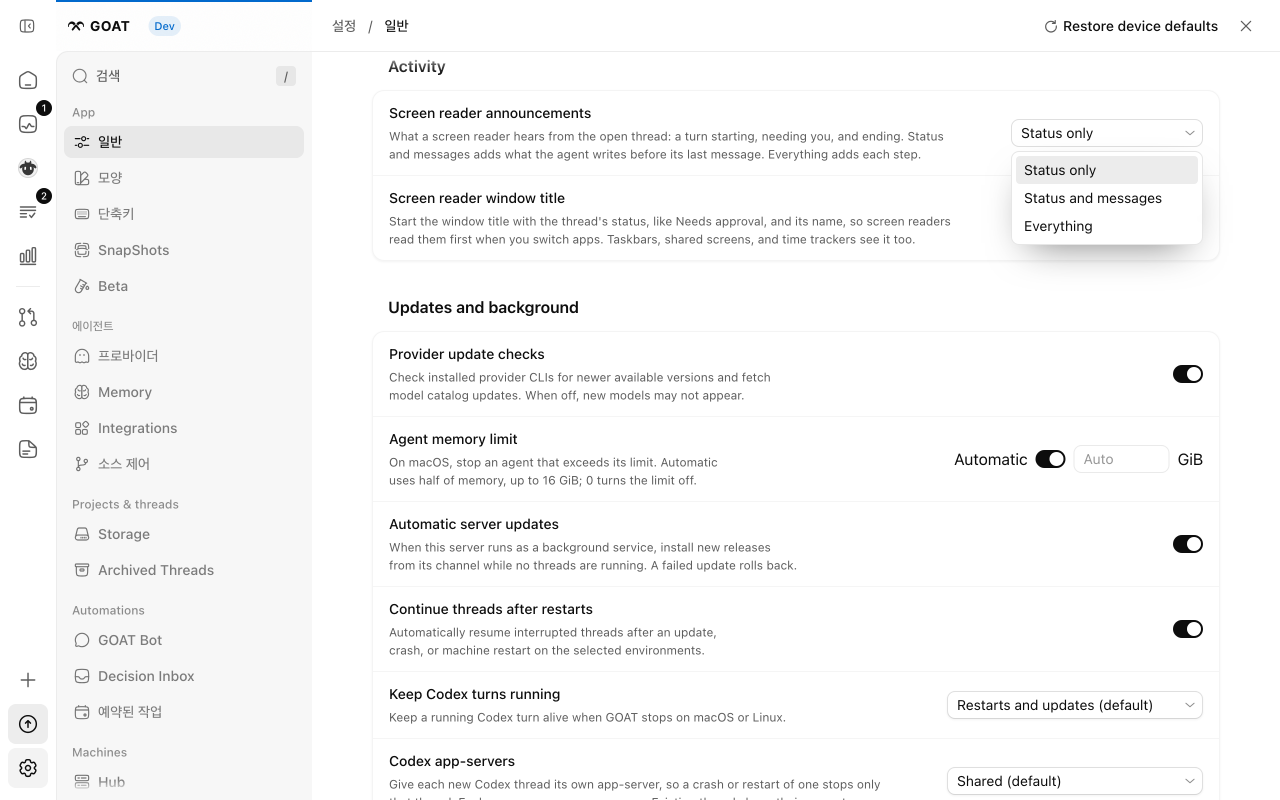 GOAT
Dev
설정 / 일반
Restore device defaults
1
2
검색
/
App
일반
모양
단축키
SnapShots
Beta
에이전트
프로바이더
Memory
Integrations
소스 제어
Projects & threads
Storage
Archived Threads
Automations
GOAT Bot
Decision Inbox
예약된 작업
Machines
Hub
Activity
Screen reader announcements
What a screen reader hears from the open thread: a turn starting, needing you, and ending. Status
and messages adds what the agent writes before its last message. Everything adds each step.
Status only
Status only
Status and messages
Everything
Screen reader window title
Start the window title with the thread's status, like Needs approval, and its name, so screen readers
read them first when you switch apps. Taskbars, shared screens, and time trackers see it too.
Updates and background
Provider update checks
Check installed provider CLIs for newer available versions and fetch
model catalog updates. When off, new models may not appear.
Agent memory limit
On macOS, stop an agent that exceeds its limit. Automatic
uses half of memory, up to 16 GiB; 0 turns the limit off.
Automatic
Auto
GiB
Automatic server updates
When this server runs as a background service, install new releases
from its channel while no threads are running. A failed update rolls back.
Continue threads after restarts
Automatically resume interrupted threads after an update,
crash, or machine restart on the selected environments.
Keep Codex turns running
Keep a running Codex turn alive when GOAT stops on macOS or Linux.
Restarts and updates (default)
Codex app-servers
Give each new Codex thread its own app-server, so a crash or restart of one stops only
Shared (default)